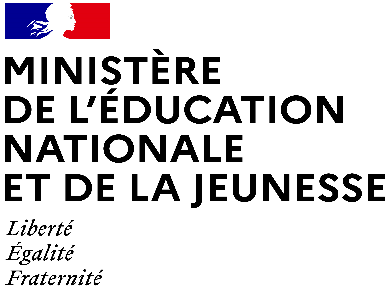 MINISTÈRE
DE L'ÉDUCATION
NATIONALE
ET DE LA JEUNESSE
Liberté
Égalité
Fraternité